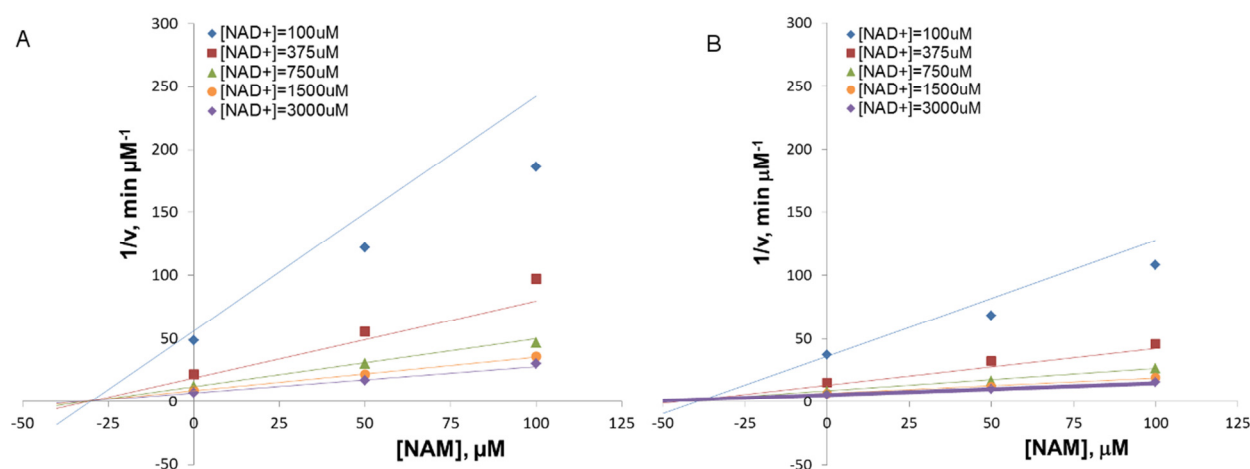 A
300
250
200
150
100
50
0
-50
-50
-25
0
25
50
75
100
125
1/v, min µM-1
[NAM], µM
[NAD+]=100uM
[NAD+]=375uM
[NAD+]=750uM
[NAD+]=1500uM
[NAD+]=3000uM
B
300
250
200
150
100
50
0
-50
-50
-25
0
25
50
75
100
125
1/v, min µM-1
[NAM], µM
[NAD+]=100uM
[NAD+]=375uM
[NAD+]=750uM
[NAD+]=1500uM
[NAD+]=3000uM